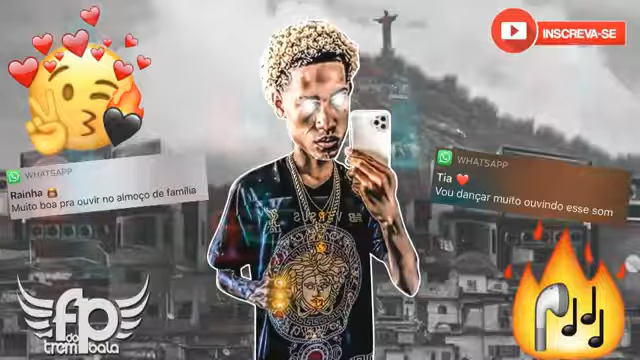 INSCREVA-SE
WHATSAPP
Rainha
Muito boa pra ouvir no almoço de família
WHATSAPP
Tia
Vou dançar muito ouvindo esse som
VERSUS
fp
do
trem bala